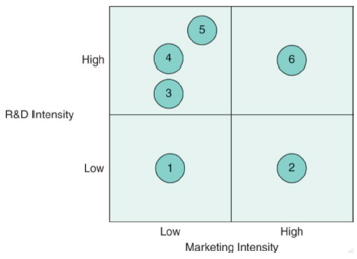 5
High
4
6
3
R&D Intensity
Low
1
2
Low
High
Marketing Intensity